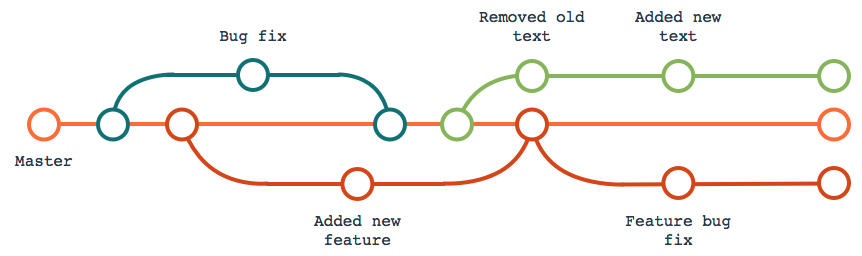 Bug fix
Removed old
text
Added new
text
Master
Added new
feature
Feature bug
fix